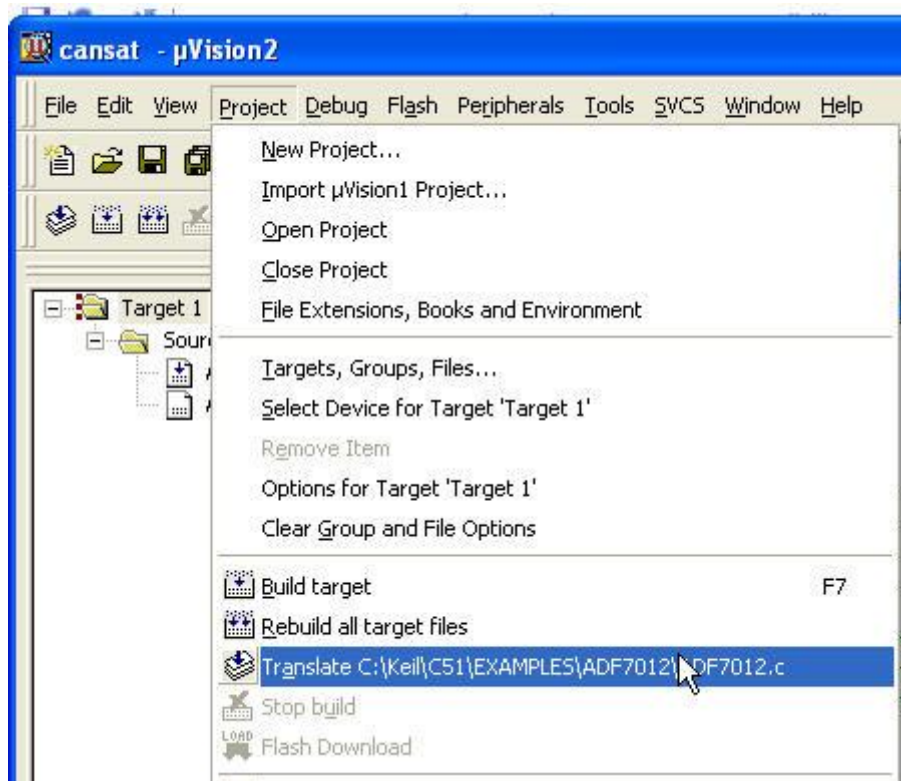 cansat - µVision2
File Edit View Project Debug Flash Peripherals Tools SVCS Window Help
New Project...
Import µVision1 Project...
Open Project
Close Project
File Extensions, Books and Environment
Target 1
Targets, Groups, Files...
Select Device for Target 'Target 1'
Remove Item
Options for Target 'Target 1'
Clear Group and File Options
Build target F7
Rebuild all target files
Translate C:\Keil\C51\EXAMPLES\ADF7012\ADF7012.c
Stop build
LOAD
Flash Download